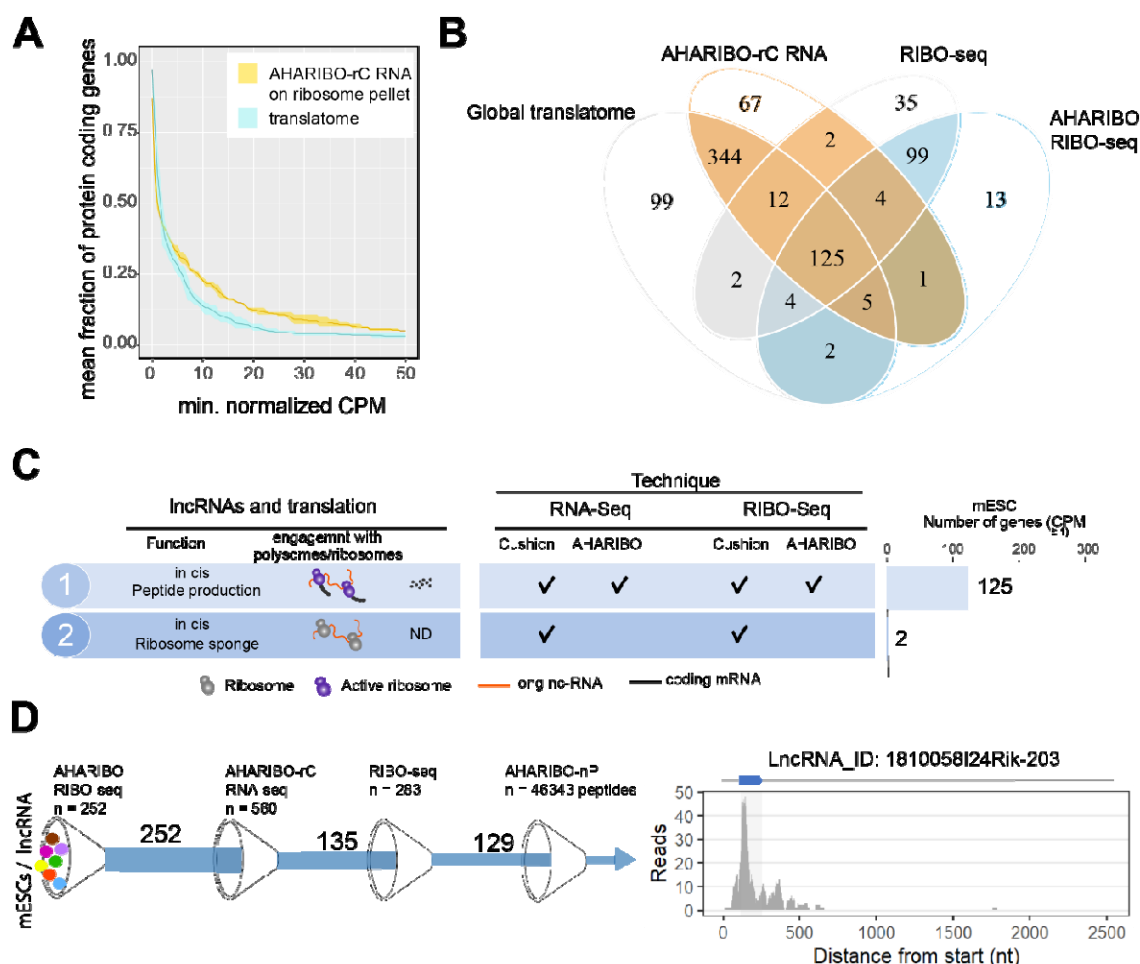 A
mean fraction of protein coding genes
1.00
0.75
0.50
0.25
0.00
0 10 20 30 40 50
min. normalized CPM
AHARIBO-rC RNA
on ribosome pellet
translatome
B
AHARIBO-rC RNA
RIBO-seq
Global translatome
AHARIBO
RIBO-seq
67
35
344
2
99
99
12
4
13
125
2
1
4
5
2
C
lncRNAs and translation
Technique
mESC
Number of genes (CPM
≥1)
RNA-Seq
RIBO-Seq
Function
engagemnt with
polysomes/ribosomes
Cushion AHARIBO
Cushion AHARIBO
0 100 200 300
1
in cis
Peptide production
✓ ✓ ✓ ✓
125
2
in cis
Ribosome sponge
ND
✓ ✓
2
Ribosome
Active ribosome
ong nc-RNA
coding mRNA
D
mESCs / lncRNA
AHARIBO
RIBO seq
n = 252
AHARIBO-rC
RNA seq
n = 560
RIBO-seq
n = 283
AHARIBO-nP
n = 46343 peptides
252
135
129
LncRNA_ID: 1810058I24Rik-203
Reads
50
40
30
20
10
0
0 500 1000 1500 2000 2500
Distance from start (nt)